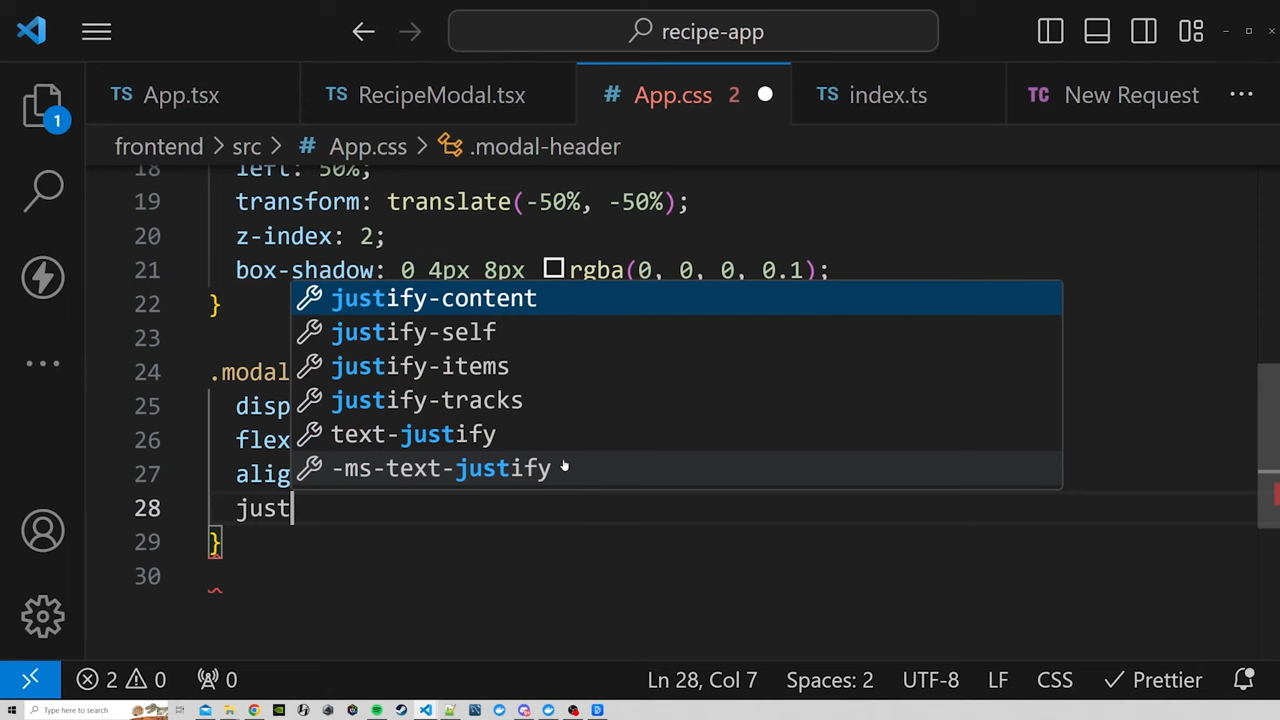 recipe-app
TS App.tsx
TS RecipeModal.tsx
# App.css 2
TS index.ts
TC New Request
frontend > src > # App.css > .modal-header
18 left: 50%;
19 transform: translate(-50%, -50%);
20 z-index: 2;
21 box-shadow: 0 4px 8px rgba(0, 0, 0, 0.1);
22 }
23
24 .modal
25 disp
26 flex
27 alig
28 just
29 }
30
justify-content
justify-self
justify-items
justify-tracks
text-justify
-ms-text-justify
1
2 0 0 Ln 28, Col 7 Spaces: 2 UTF-8 LF CSS Prettier
Type here to search